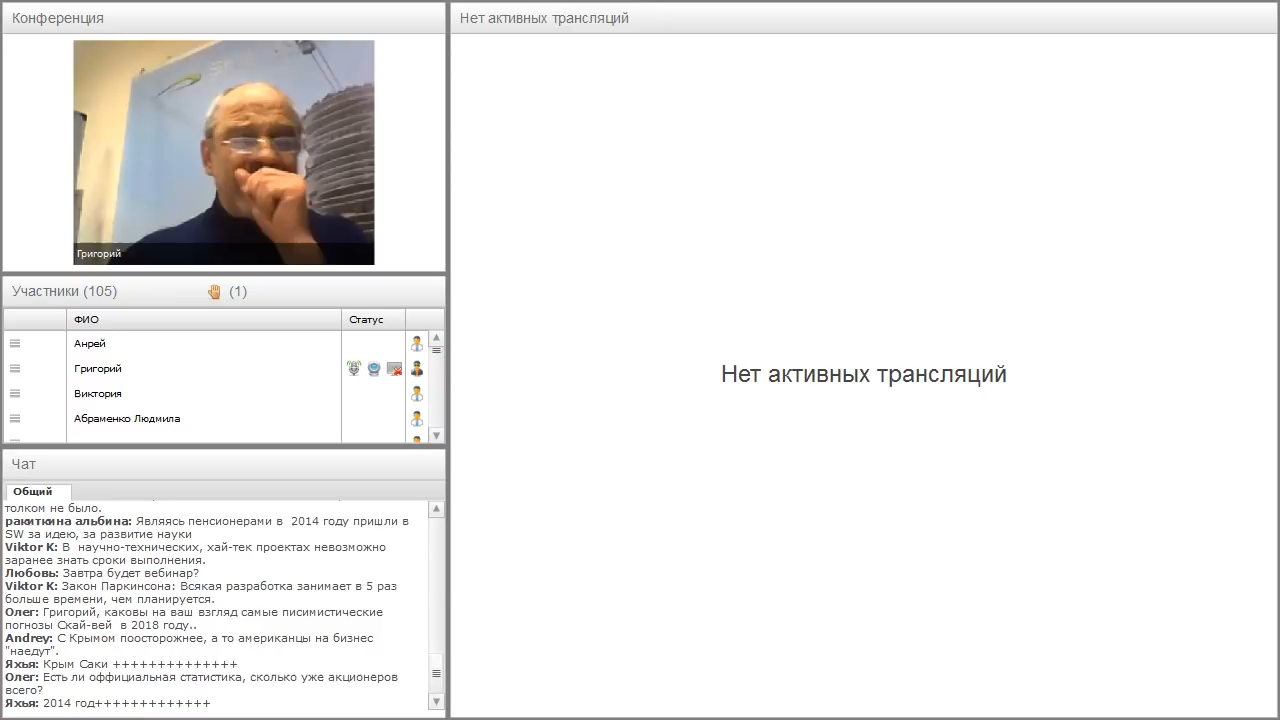 Конференция
Григорий
Участники (105)
(1)
ФИО
Статус
Анрей
Григорий
Виктория
Абраменко Людмила
Чат
Общий
толком не было.
ракиткина альбина: Являясь пенсионерами в 2014 году пришли в
SW за идею, за развитие науки
Viktor K: В научно-технических, хай-тек проектах невозможно
заранее знать сроки выполнения.
Любовь: Завтра будет вебинар?
Viktor K: Закон Паркинсона: Всякая разработка занимает в 5 раз
больше времени, чем планируется.
Олег: Григорий, каковы на ваш взгляд самые писимистические
погнозы Скай-вей в 2018 году..
Andrey: С Крымом поосторожнее, а то американцы на бизнес
"наедут".
Яхья: Крым Саки ++++++++++++++
Олег: Есть ли оффициальная статистика, сколько уже акционеров
всего?
Яхья: 2014 год+++++++++++++
Нет активных трансляций
Нет активных трансляций